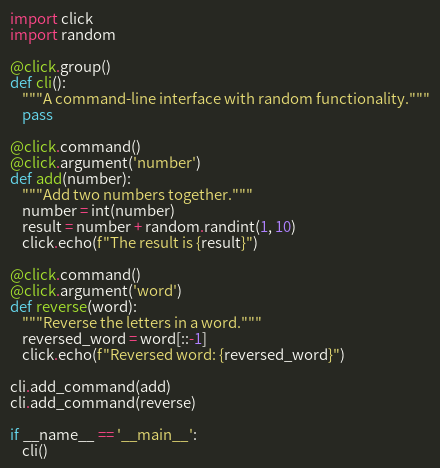 import click
import random

@click.group()
def cli():
    """A command-line interface with random functionality."""
    pass

@click.command()
@click.argument('number')
def add(number):
    """Add two numbers together."""
    number = int(number)
    result = number + random.randint(1, 10)
    click.echo(f"The result is {result}")

@click.command()
@click.argument('word')
def reverse(word):
    """Reverse the letters in a word."""
    reversed_word = word[::-1]
    click.echo(f"Reversed word: {reversed_word}")

cli.add_command(add)
cli.add_command(reverse)

if __name__ == '__main__':
    cli()